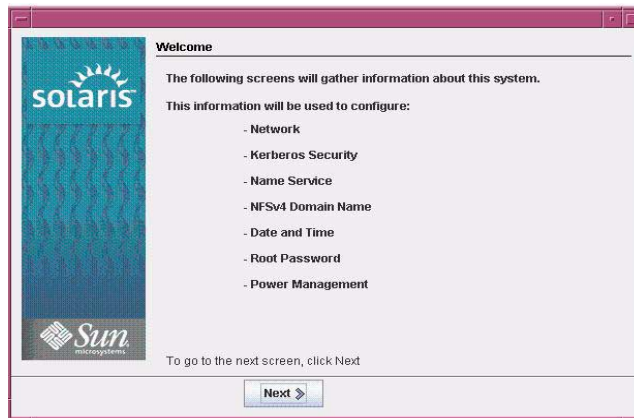 Welcome
solaris
The following screens will gather information about this system.
This information will be used to configure:
- Network
- Kerberos Security
- Name Service
- NFSv4 Domain Name
- Date and Time
- Root Password
- Power Management
Sun
microsystems
To go to the next screen, click Next
Next